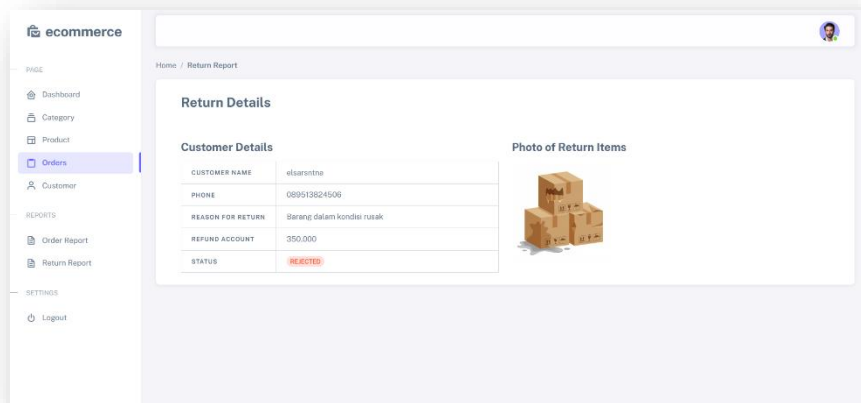 ecommerce
Home / Return Report
PAGE
Dashboard
Category
Product
Orders
Customer
REPORTS
Order Report
Return Report
SETTINGS
Logout
Return Details
Customer Details
CUSTOMER NAME elsarsntne
PHONE 089513824506
REASON FOR RETURN Barang dalam kondisi rusak
REFUND ACCOUNT 350,000
STATUS REJECTED
Photo of Return Items